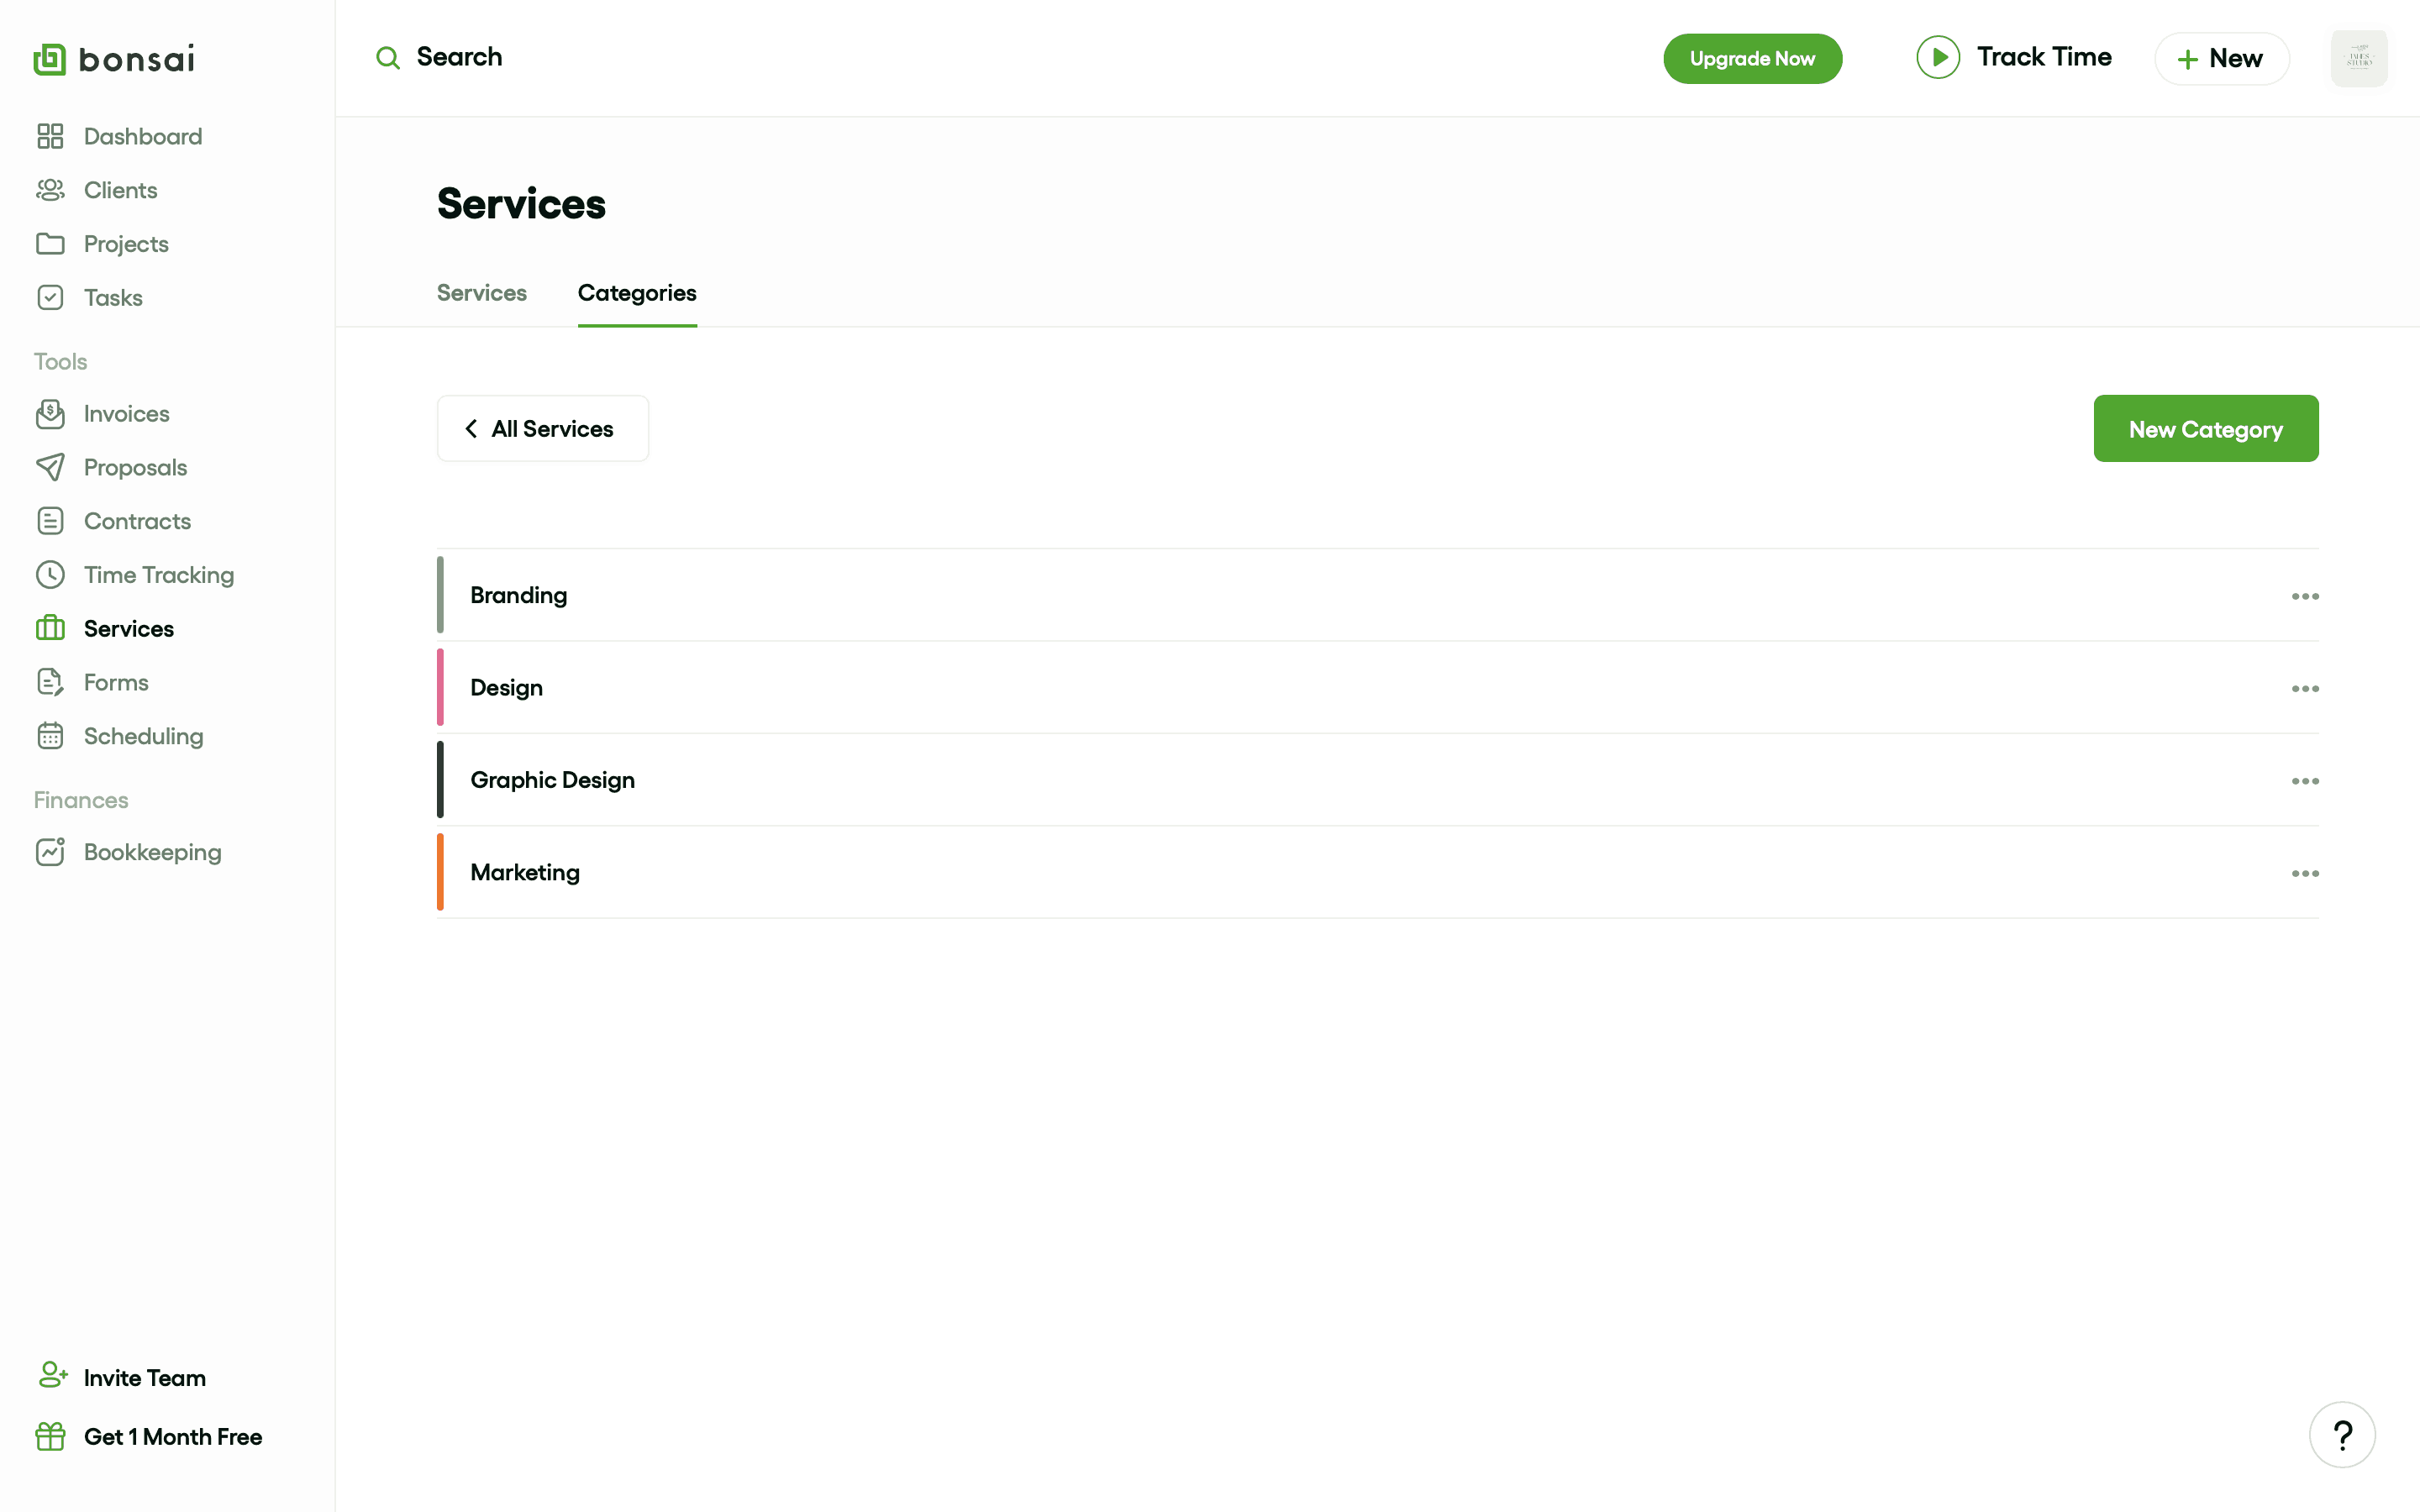 bonsai
Search
Upgrade Now
Track Time
New
Dashboard
Clients
Projects
Tasks
Tools
Invoices
Proposals
Contracts
Time Tracking
Services
Forms
Scheduling
Finances
Bookkeeping
Invite Team
Get 1 Month Free
Services
Services
Categories
All Services
New Category
Branding
Design
Graphic Design
Marketing
?